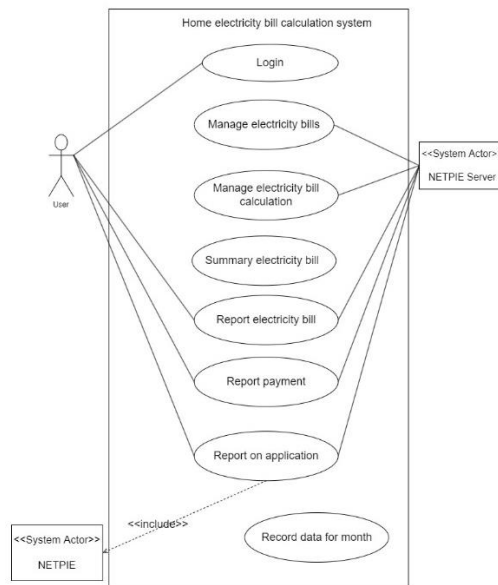 Home electricity bill calculation system
Login
Manage electricity bills
User
<<System Actor>
NETPIE Server
Manage electricity bill
calculation
Summary electricity bill
Report electricity bill
Report payment
Report on application
<<include>>
<<System Actor>>
NETPIE
Record data for month